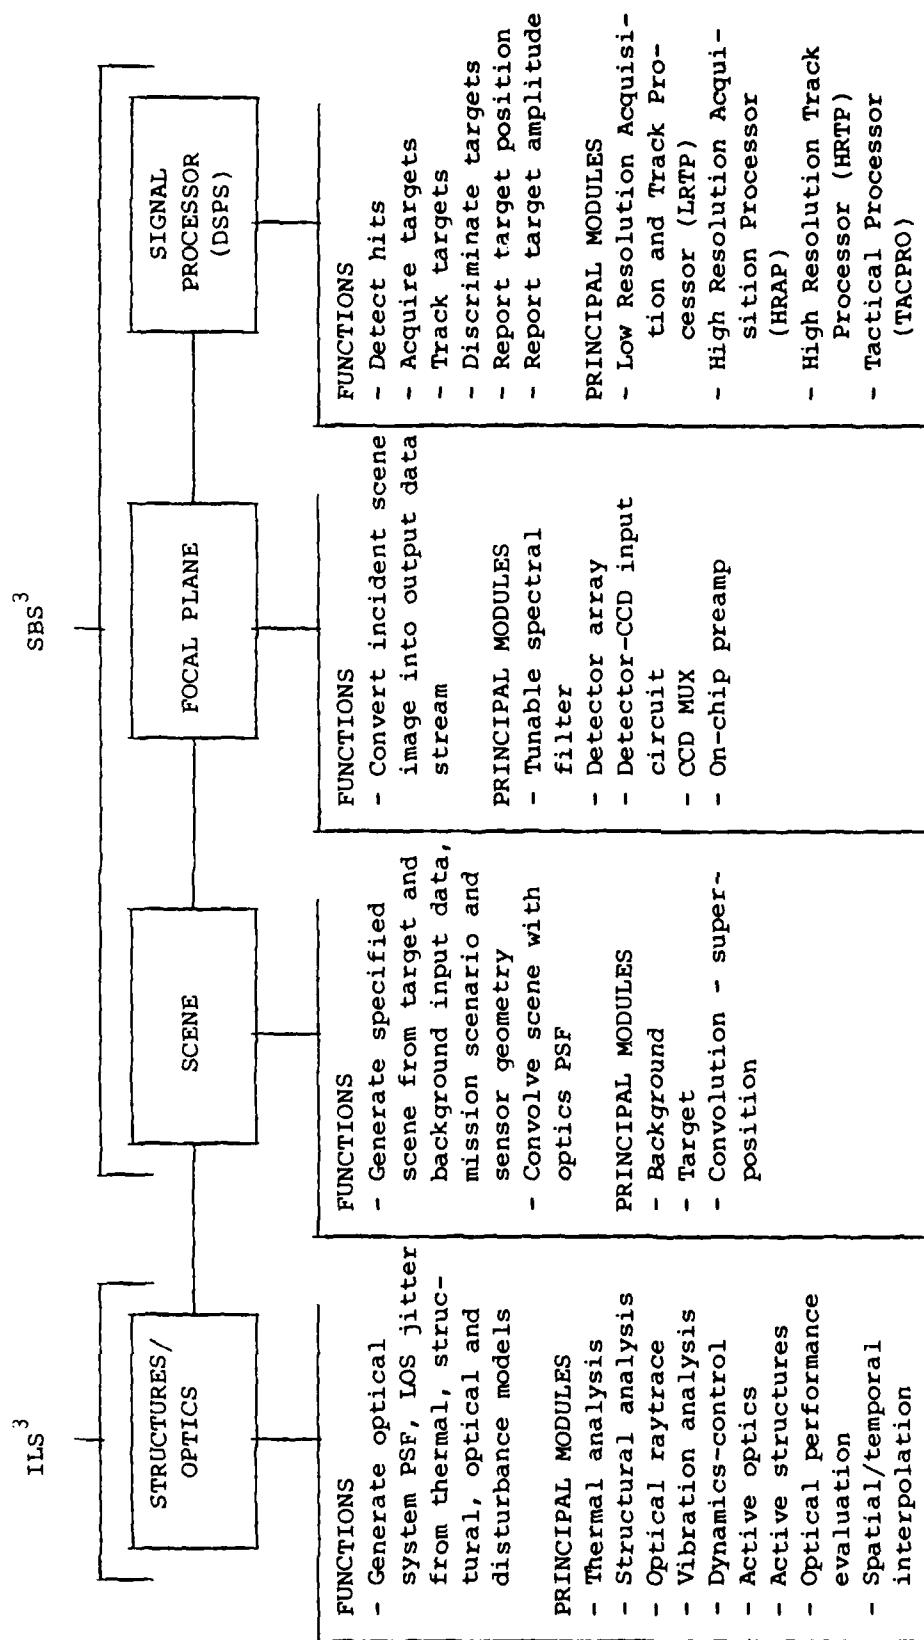 ILS³
SBS³
STRUCTURES/
OPTICS
SCENE
FOCAL PLANE
SIGNAL
PROCESSOR
(DSPS)
FUNCTIONS
- Generate optical
system PSF, LOS jitter
from thermal, struc-
tural, optical and
disturbance models
PRINCIPAL MODULES
- Thermal analysis
- Structural analysis
- Optical raytrace
- Vibration analysis
- Dynamics-control
- Active optics
- Active structures
- Optical performance
evaluation
- Spatial/temporal
interpolation
FUNCTIONS
- Generate specified
scene from target and
background input data,
mission scenario and
sensor geometry
- Convolve scene with
optics PSF
PRINCIPAL MODULES
- Background
- Target
- Convolution - super-
position
FUNCTIONS
- Convert incident scene
image into output data
stream
PRINCIPAL MODULES
- Tunable spectral
filter
- Detector array
- Detector-CCD input
circuit
- CCD MUX
- On-chip preamp
FUNCTIONS
- Detect hits
- Acquire targets
- Track targets
- Discriminate targets
- Report target position
- Report target amplitude
PRINCIPAL MODULES
- Low Resolution Acquisi-
tion and Track Pro-
cessor (LRTP)
- High Resolution Acqui-
sition Processor
(HRAP)
- High Resolution Track
Processor (HRTP)
- Tactical Processor
(TACPRO)